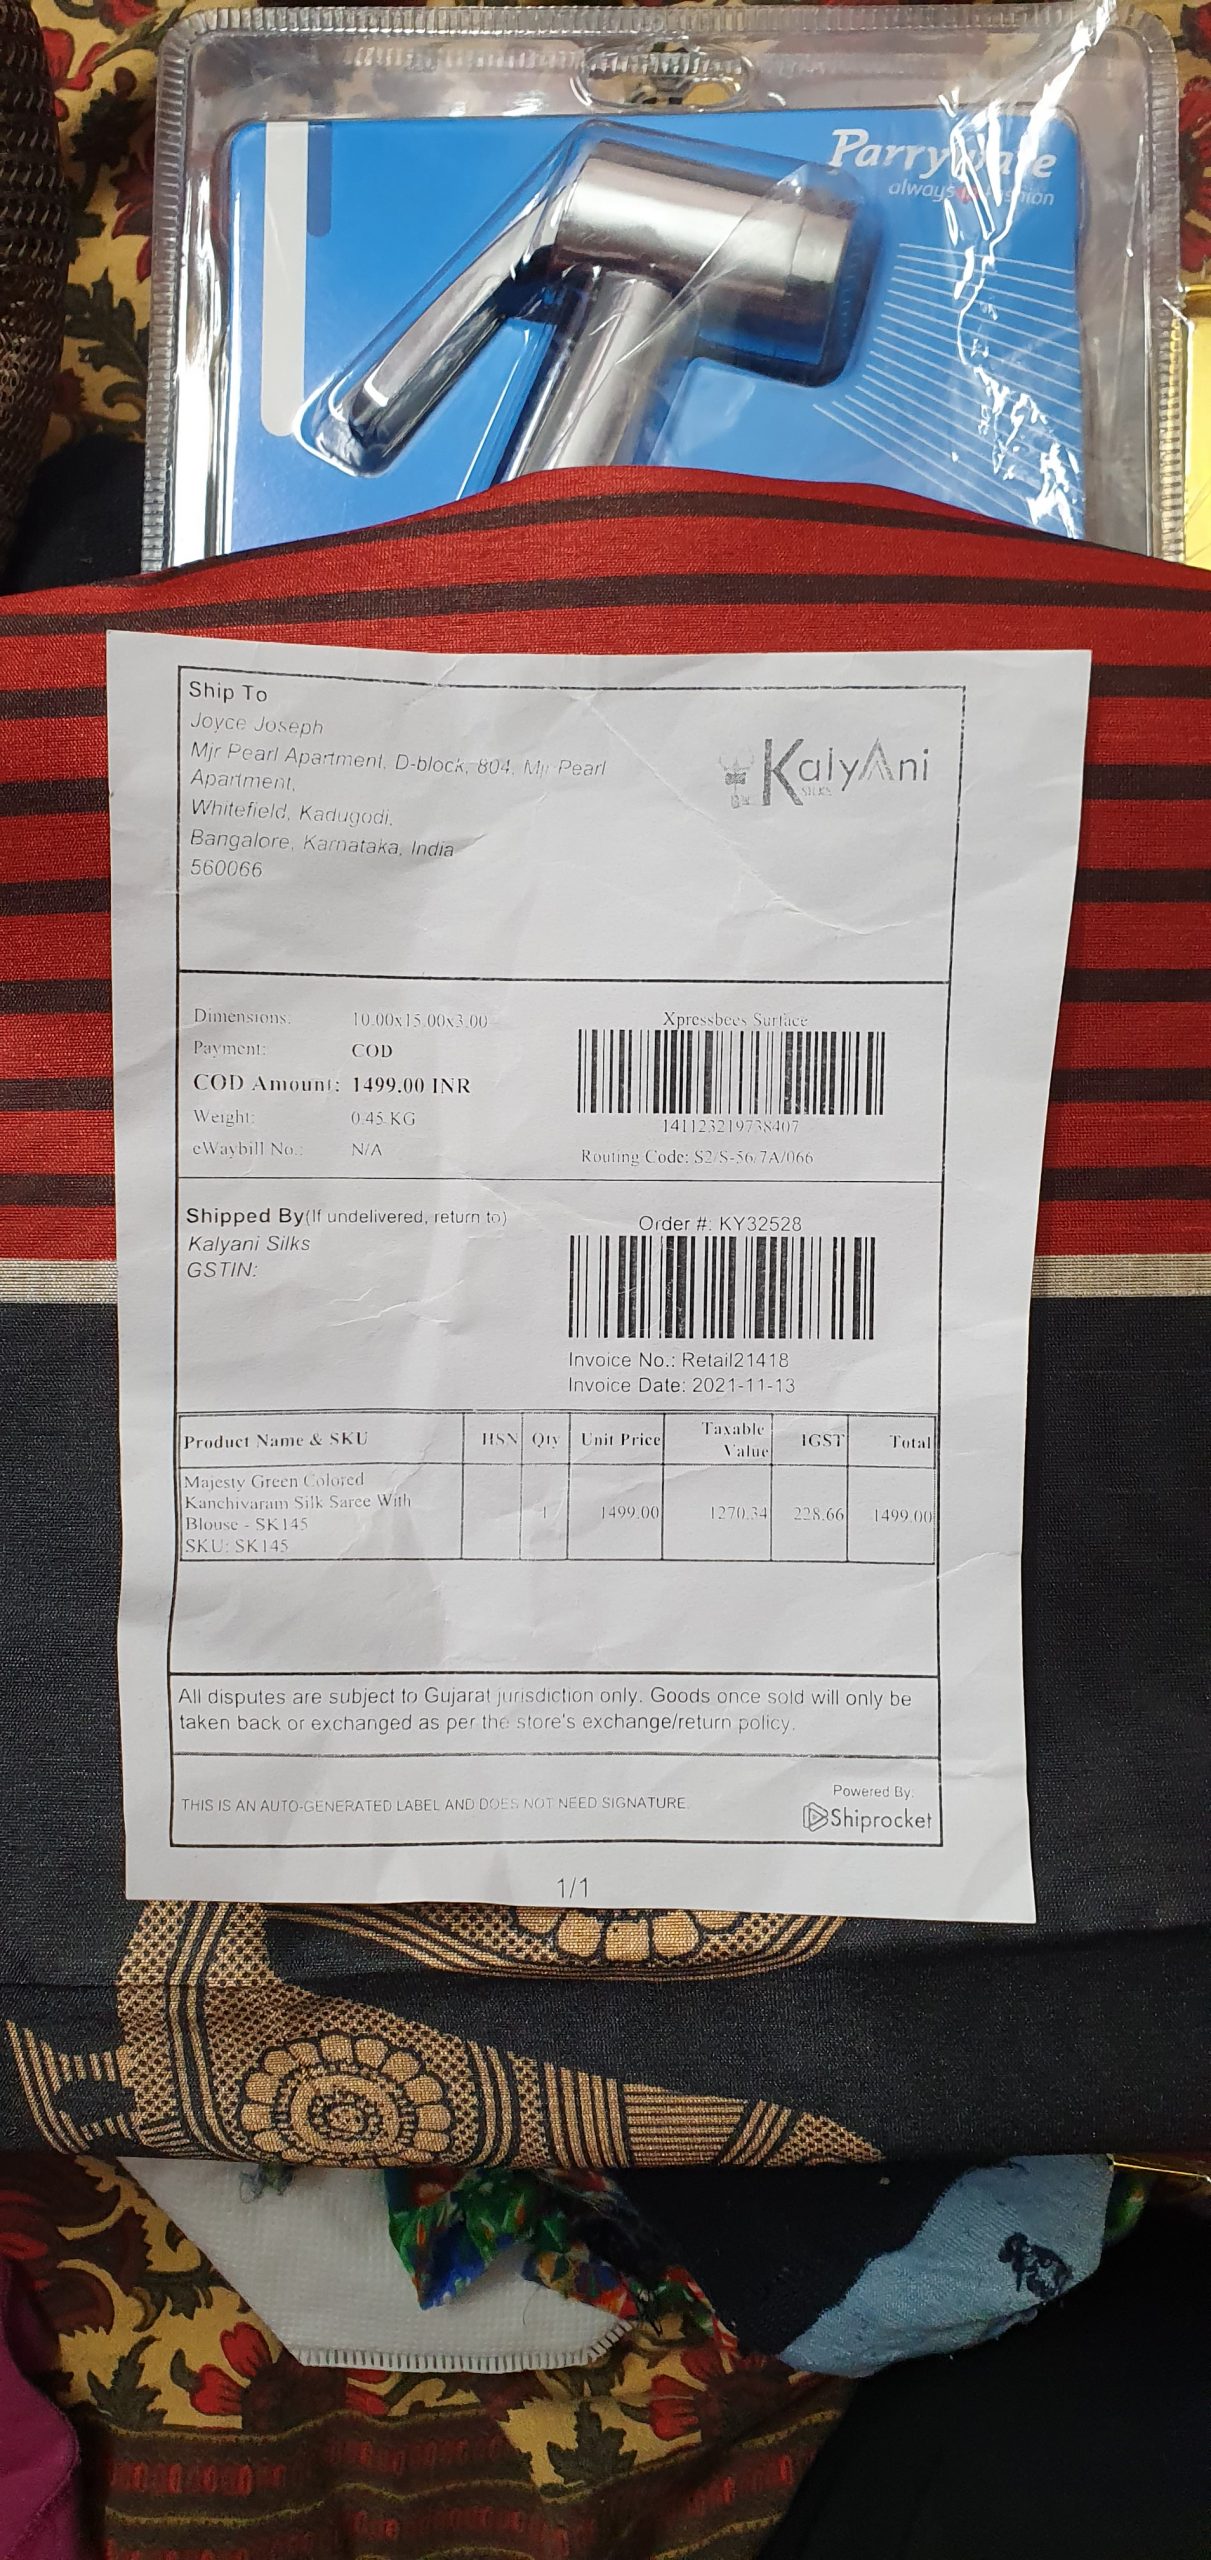 Parryware
always in fashion
Ship To
Joyce Joseph
Mjr Pearl Apartment, D-block, 804, Mjr Pearl
Apartment,
Whitefield, Kadugodi,
Bangalore, Karnataka, India
560066
KalyAni
SILKS
Dimensions: 10.00x15.00x3.00
Payment: COD
COD Amount: 1499.00 INR
Weight: 0.45 KG
eWaybill No.: N/A
Xpressbees Surface
141123219738407
Routing Code: S2/S-56/7A/066
Shipped By(If undelivered, return to)
Kalyani Silks
GSTIN:
Order #: KY32528
Invoice No.: Retail21418
Invoice Date: 2021-11-13
Product Name & SKU HSN Qty Unit Price Taxable Value IGST Total
Majesty Green Colored
Kanchivaram Silk Saree With
Blouse - SK145
SKU: SK145
1 1499.00 1270.34 228.66 1499.00
All disputes are subject to Gujarat jurisdiction only. Goods once sold will only be
taken back or exchanged as per the store's exchange/return policy.
THIS IS AN AUTO-GENERATED LABEL AND DOES NOT NEED SIGNATURE.
Powered By:
Shiprocket
1/1